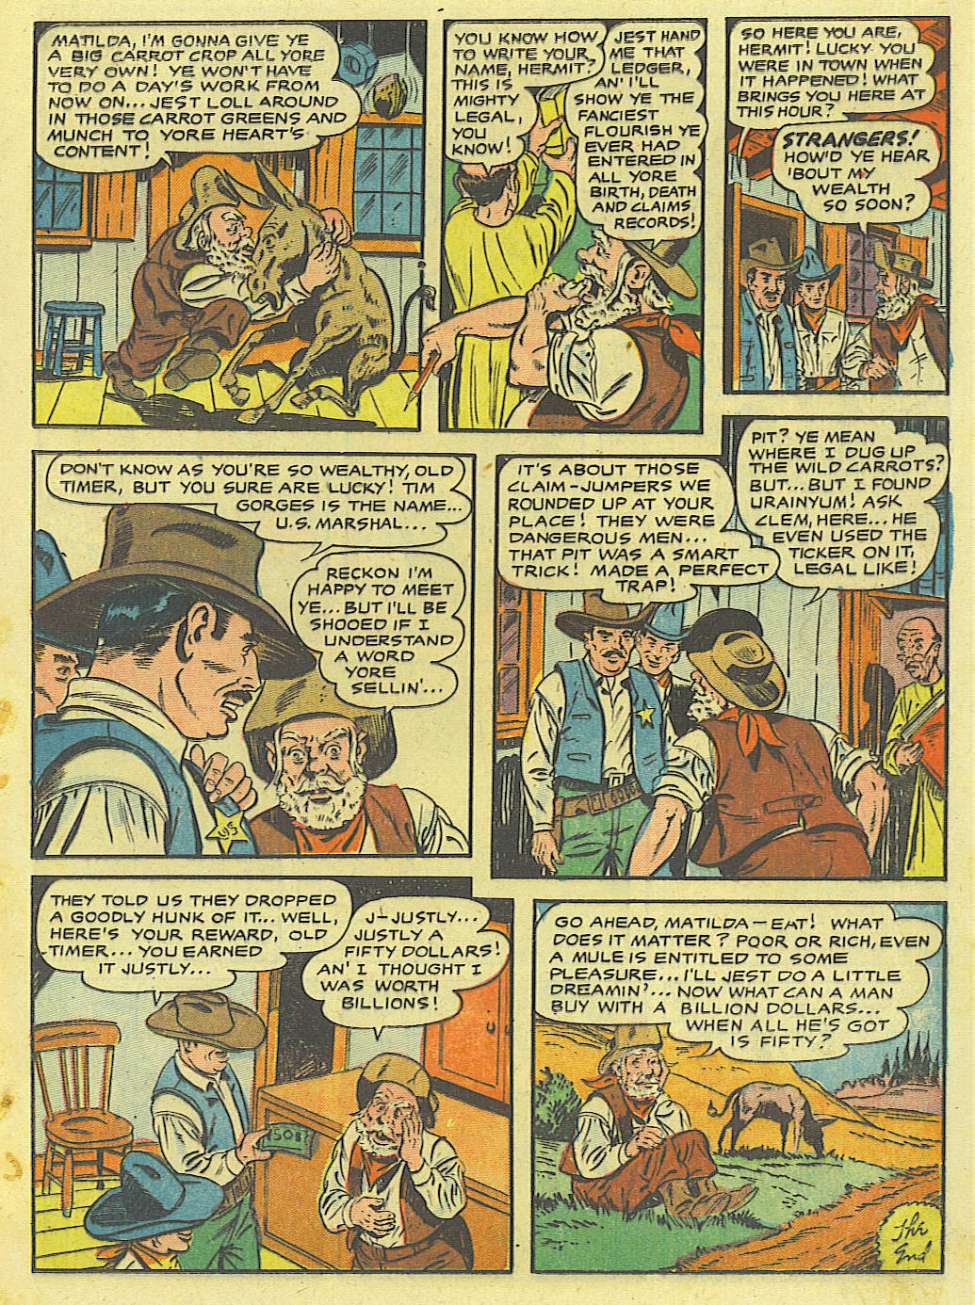 MATILDA, I'M GONNA GIVE YE
A BIG CARROT CROP ALL YORE
VERY OWN! YE WON'T HAVE
TO DO A DAY'S WORK FROM
NOW ON... JEST LOLL AROUND
IN THOSE CARROT GREENS AND
MUNCH TO YORE HEART'S
CONTENT!
YOU KNOW HOW
TO WRITE YOUR
NAME, HERMIT?
THIS IS
MIGHTY
LEGAL,
YOU
KNOW!
JEST HAND
ME THAT
LEDGER,
AN' I'LL
SHOW YE THE
FANCIEST
FLOURISH YE
EVER HAD
ENTERED IN
ALL YORE
BIRTH, DEATH
AND CLAIMS
RECORDS!
SO HERE YOU ARE,
HERMIT! LUCKY YOU
WERE IN TOWN WHEN
IT HAPPENED! WHAT
BRINGS YOU HERE AT
THIS HOUR?
STRANGERS!
HOW'D YE HEAR
'BOUT MY
WEALTH
SO SOON?
DON'T KNOW AS YOU'RE SO WEALTHY, OLD
TIMER, BUT YOU SURE ARE LUCKY! TIM
GORGES IS THE NAME...
U.S. MARSHAL...
RECKON I'M
HAPPY TO MEET
YE... BUT I'LL BE
SHOOED IF I
UNDERSTAND
A WORD
YORE
SELLIN'...
US
IT'S ABOUT THOSE
CLAIM-JUMPERS WE
ROUNDED UP AT YOUR
PLACE! THEY WERE
DANGEROUS MEN...
THAT PIT WAS A SMART
TRICK! MADE A PERFECT
TRAP!
PIT? YE MEAN
WHERE I DUG UP
THE WILD CARROTS?
BUT... BUT I FOUND
URAINYUM! ASK
CLEM, HERE... HE
EVEN USED THE
TICKER ON IT,
LEGAL LIKE!
THEY TOLD US THEY DROPPED
A GOODLY HUNK OF IT... WELL,
HERE'S YOUR REWARD, OLD
TIMER... YOU EARNED
IT JUSTLY...
J-JUSTLY...
JUSTLY A
FIFTY DOLLARS!
AN' I THOUGHT I
WAS WORTH
BILLIONS!
GO AHEAD, MATILDA—EAT! WHAT
DOES IT MATTER? POOR OR RICH, EVEN
A MULE IS ENTITLED TO SOME
PLEASURE... I'LL JEST DO A LITTLE
DREAMIN'... NOW WHAT CAN A MAN
BUY WITH A BILLION DOLLARS...
WHEN ALL HE'S GOT
IS FIFTY?
The
End